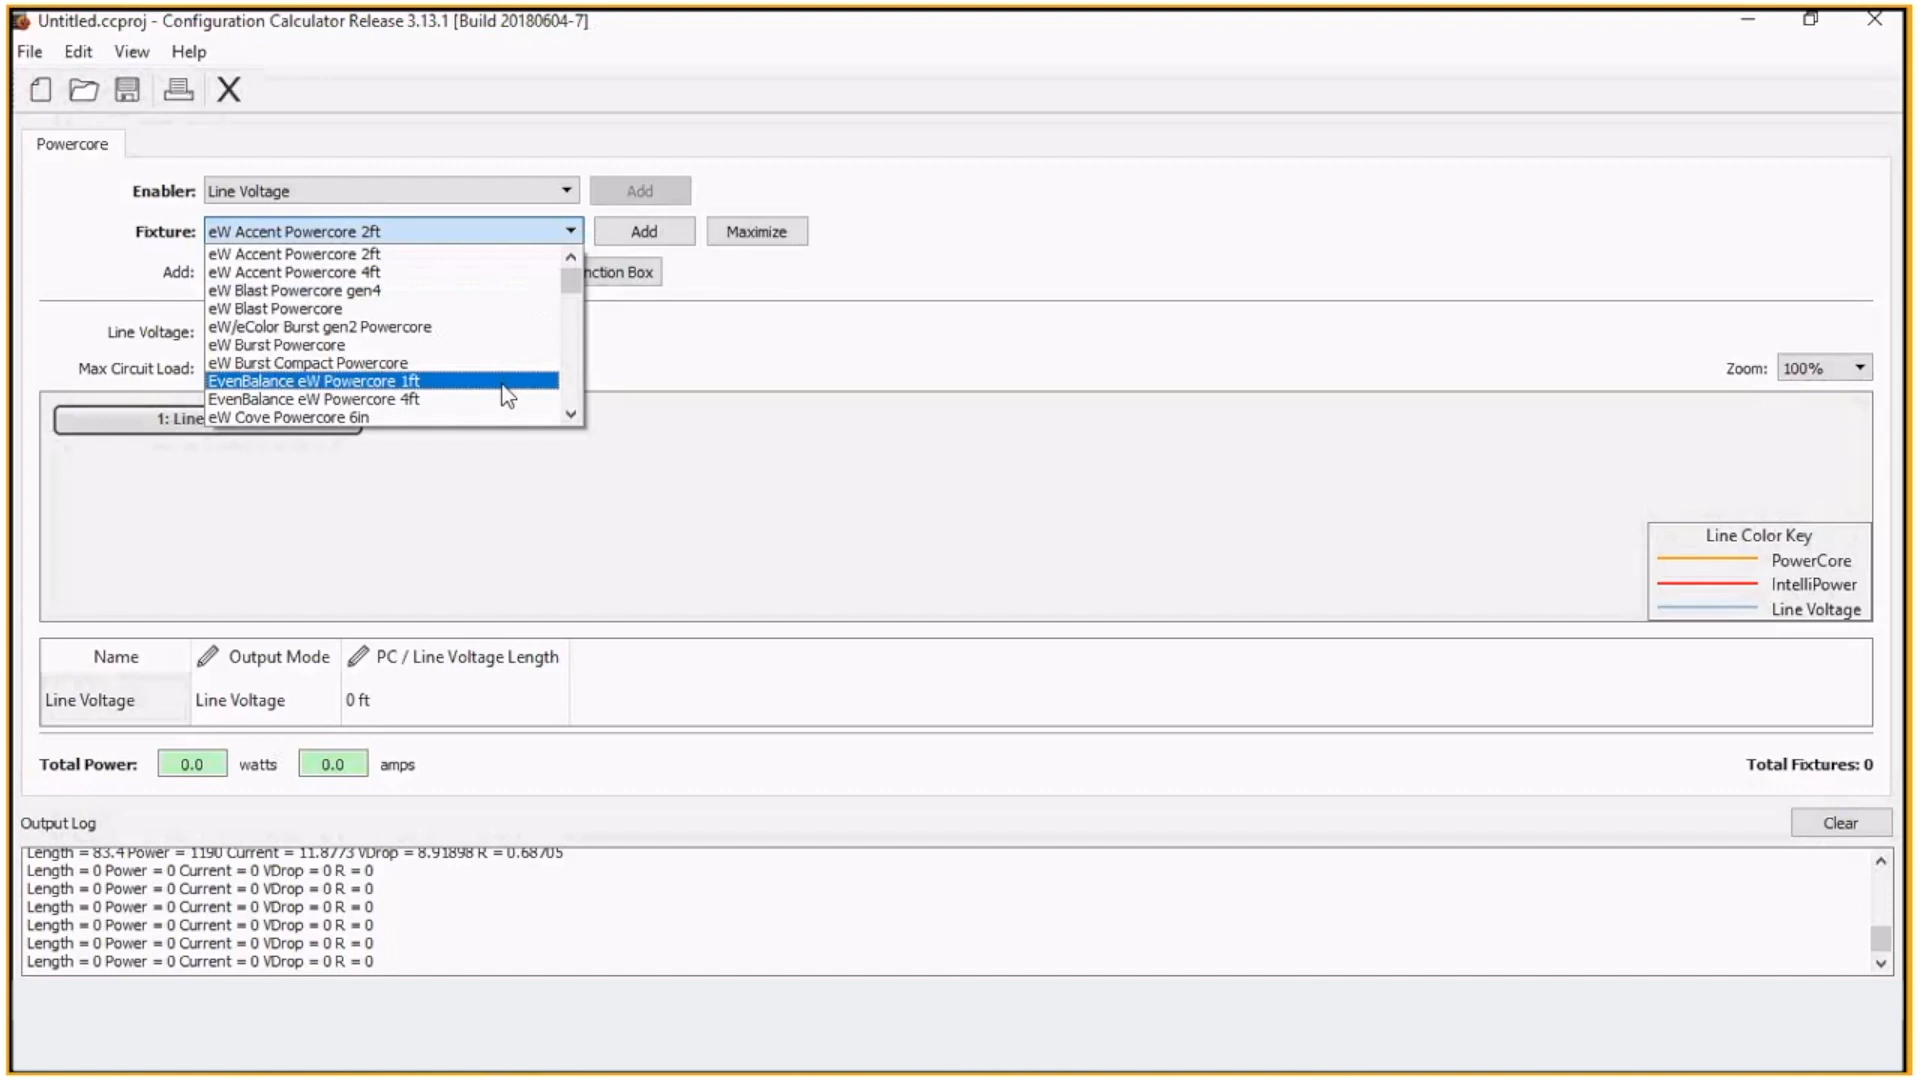 Untitled.ccproj - Configuration Calculator Release 3.13.1 [Build 20180604-7]
File Edit View Help
Powercore
Enabler: Line Voltage Add
Fixture: eW Accent Powercore 2ft Add Maximize
eW Accent Powercore 2ft
Add: eW Accent Powercore 4ft nction Box
eW Blast Powercore gen4
eW Blast Powercore
Line Voltage: eW/eColor Burst gen2 Powercore
eW Burst Powercore
Max Circuit Load: eW Burst Compact Powercore Zoom: 100%
EvenBalance eW Powercore 1ft
EvenBalance eW Powercore 4ft
1: Line eW Cove Powercore 6in
Line Color Key
PowerCore
IntelliPower
Line Voltage
Name Output Mode PC / Line Voltage Length
Line Voltage Line Voltage 0 ft
Total Power: 0.0 watts 0.0 amps Total Fixtures: 0
Output Log Clear
Length = 83.4 Power = 1190 Current = 11.8773 VDrop = 8.91898 R = 0.68705
Length = 0 Power = 0 Current = 0 VDrop = 0 R = 0
Length = 0 Power = 0 Current = 0 VDrop = 0 R = 0
Length = 0 Power = 0 Current = 0 VDrop = 0 R = 0
Length = 0 Power = 0 Current = 0 VDrop = 0 R = 0
Length = 0 Power = 0 Current = 0 VDrop = 0 R = 0
Length = 0 Power = 0 Current = 0 VDrop = 0 R = 0